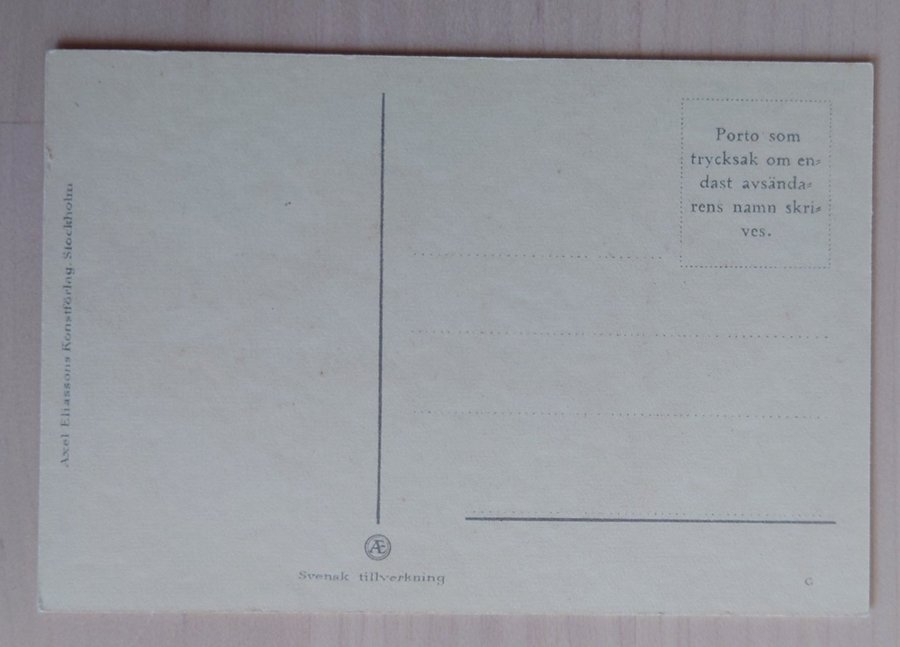 Axel Eliassons Konstförlag, Stockholm
Porto som
trycksak om en=
dast avsända=
rens namn skri=
ves.
Æ
Svensk tillverkning
G